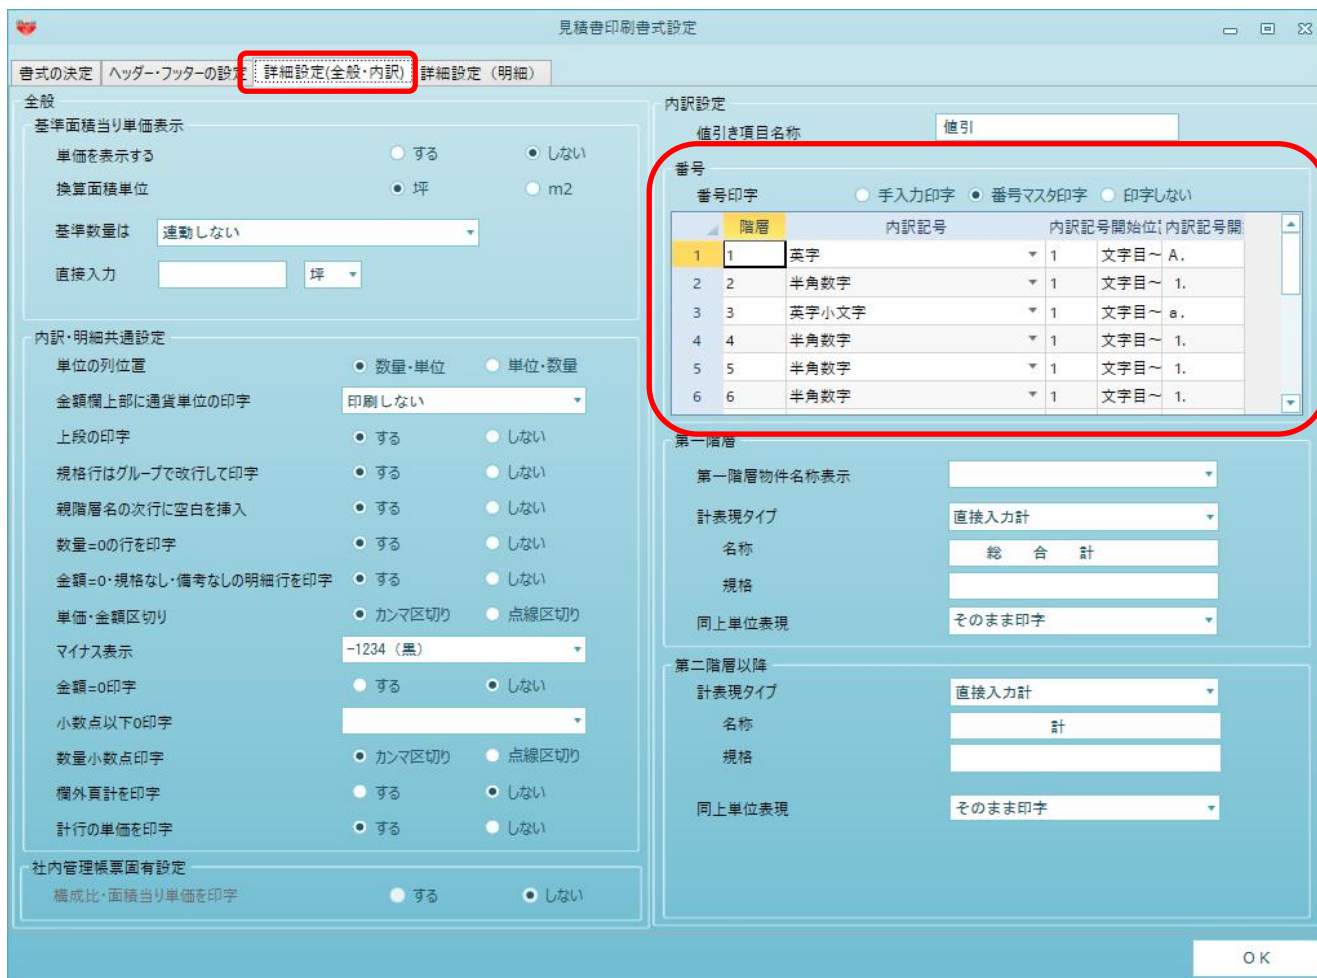 見積書印刷書式設定
書式の決定 ヘッダー・フッターの設定 詳細設定(全般・内訳) 詳細設定（明細）
全般
基準面積当り単価表示
単価を表示する する しない
換算面積単位 坪 m2
基準数量は 連動しない
直接入力 坪
内訳・明細共通設定
単位の列位置 数量・単位 単位・数量
金額欄上部に通貨単位の印字 印刷しない
上段の印字 する しない
規格行はグループで改行して印字 する しない
親階層名の次行に空白を挿入 する しない
数量=0の行を印字 する しない
金額=0・規格なし・備考なしの明細行を印字 する しない
単価・金額区切り カンマ区切り 点線区切り
マイナス表示 -1234（黒）
金額=0印字 する しない
小数点以下0印字
数量小数点印字 カンマ区切り 点線区切り
欄外頁計を印字 する しない
計行の単価を印字 する しない
社内管理帳票固有設定
構成比・面積当り単価を印字 する しない
内訳設定
値引き項目名称 値引
番号
番号印字 手入力印字 番号マスタ印字 印字しない
階層 内訳記号 内訳記号開始位 内訳記号開
1 1 英字 1 文字目～ A.
2 2 半角数字 1 文字目～ 1.
3 3 英字小文字 1 文字目～ a.
4 4 半角数字 1 文字目～ 1.
5 5 半角数字 1 文字目～ 1.
6 6 半角数字 1 文字目～ 1.
第一階層
第一階層物件名称表示
計表現タイプ 直接入力計
名称 総 合 計
規格
同上単位表現 そのまま印字
第二階層以降
計表現タイプ 直接入力計
名称 計
規格
同上単位表現 そのまま印字
OK